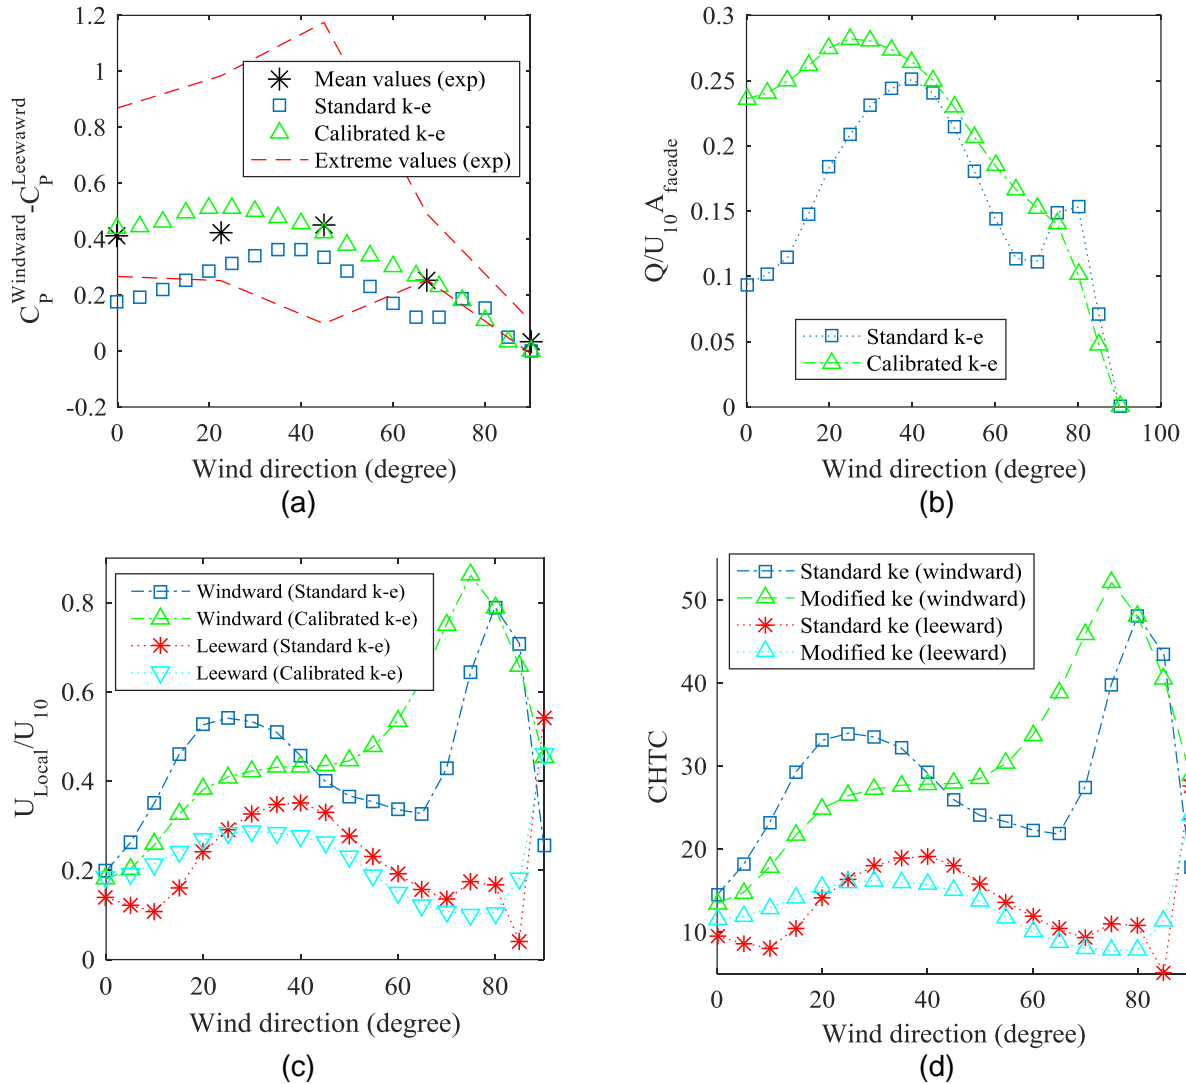 1.2
1
0.8
0.6
0.4
0.2
0
-0.2
C_P^Windward-C_P^Leewawrd
Mean values (exp)
Standard k-e
Calibrated k-e
Extreme values (exp)
0 20 40 60 80
Wind direction (degree)
(a)
0.3
0.25
0.2
0.15
0.1
0.05
0
Q/U_10 A_facade
Standard k-e
Calibrated k-e
0 20 40 60 80 100
Wind direction (degree)
(b)
0.8
0.6
0.4
0.2
0
U_Local/U_10
Windward (Standard k-e)
Windward (Calibrated k-e)
Leeward (Standard k-e)
Leeward (Calibrated k-e)
0 20 40 60 80
Wind direction (degree)
(c)
50
40
30
20
10
CHTC
Standard ke (windward)
Modified ke (windward)
Standard ke (leeward)
Modified ke (leeward)
0 20 40 60 80
Wind direction (degree)
(d)